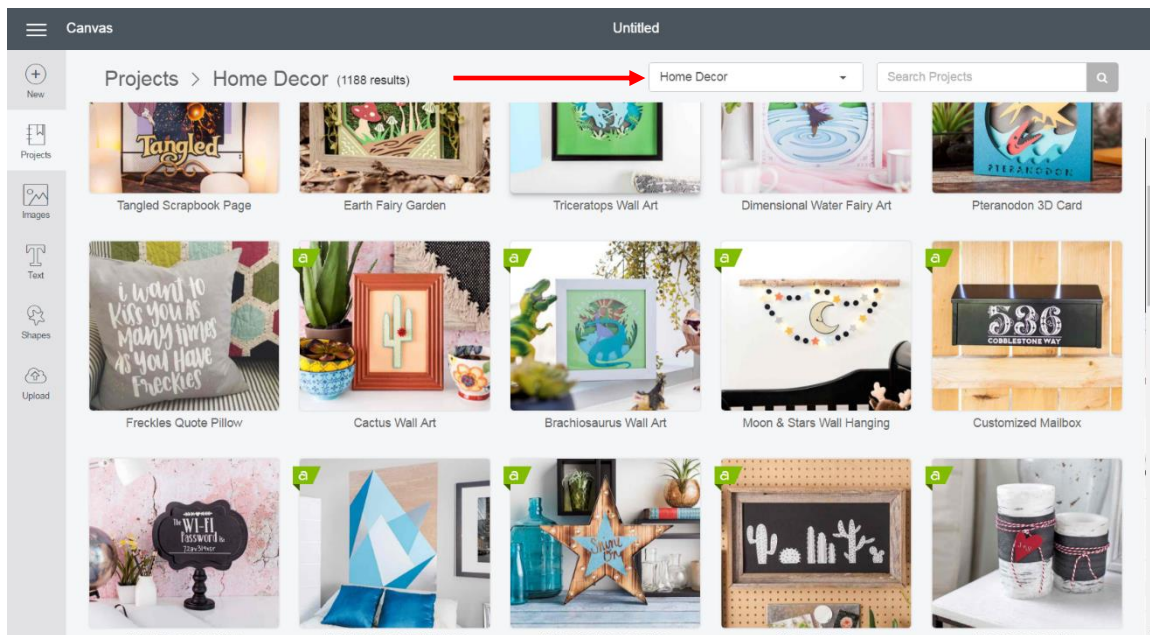 Canvas
Untitled
New
Projects
Images
Text
Shapes
Upload
Projects > Home Decor (1188 results)
Home Decor
Search Projects
Tangled
PTERANODON
Tangled Scrapbook Page
Earth Fairy Garden
Triceratops Wall Art
Dimensional Water Fairy Art
Pteranodon 3D Card
i want to
Kiss you AS
MANY times
AS you HAVE
FRECKLES
a
a
a
536
COBBLESTONE WAY
a
Freckles Quote Pillow
Cactus Wall Art
Brachiosaurus Wall Art
Moon & Stars Wall Hanging
Customized Mailbox
The WI-FI
Password is
a
a
Shine
On
a
a